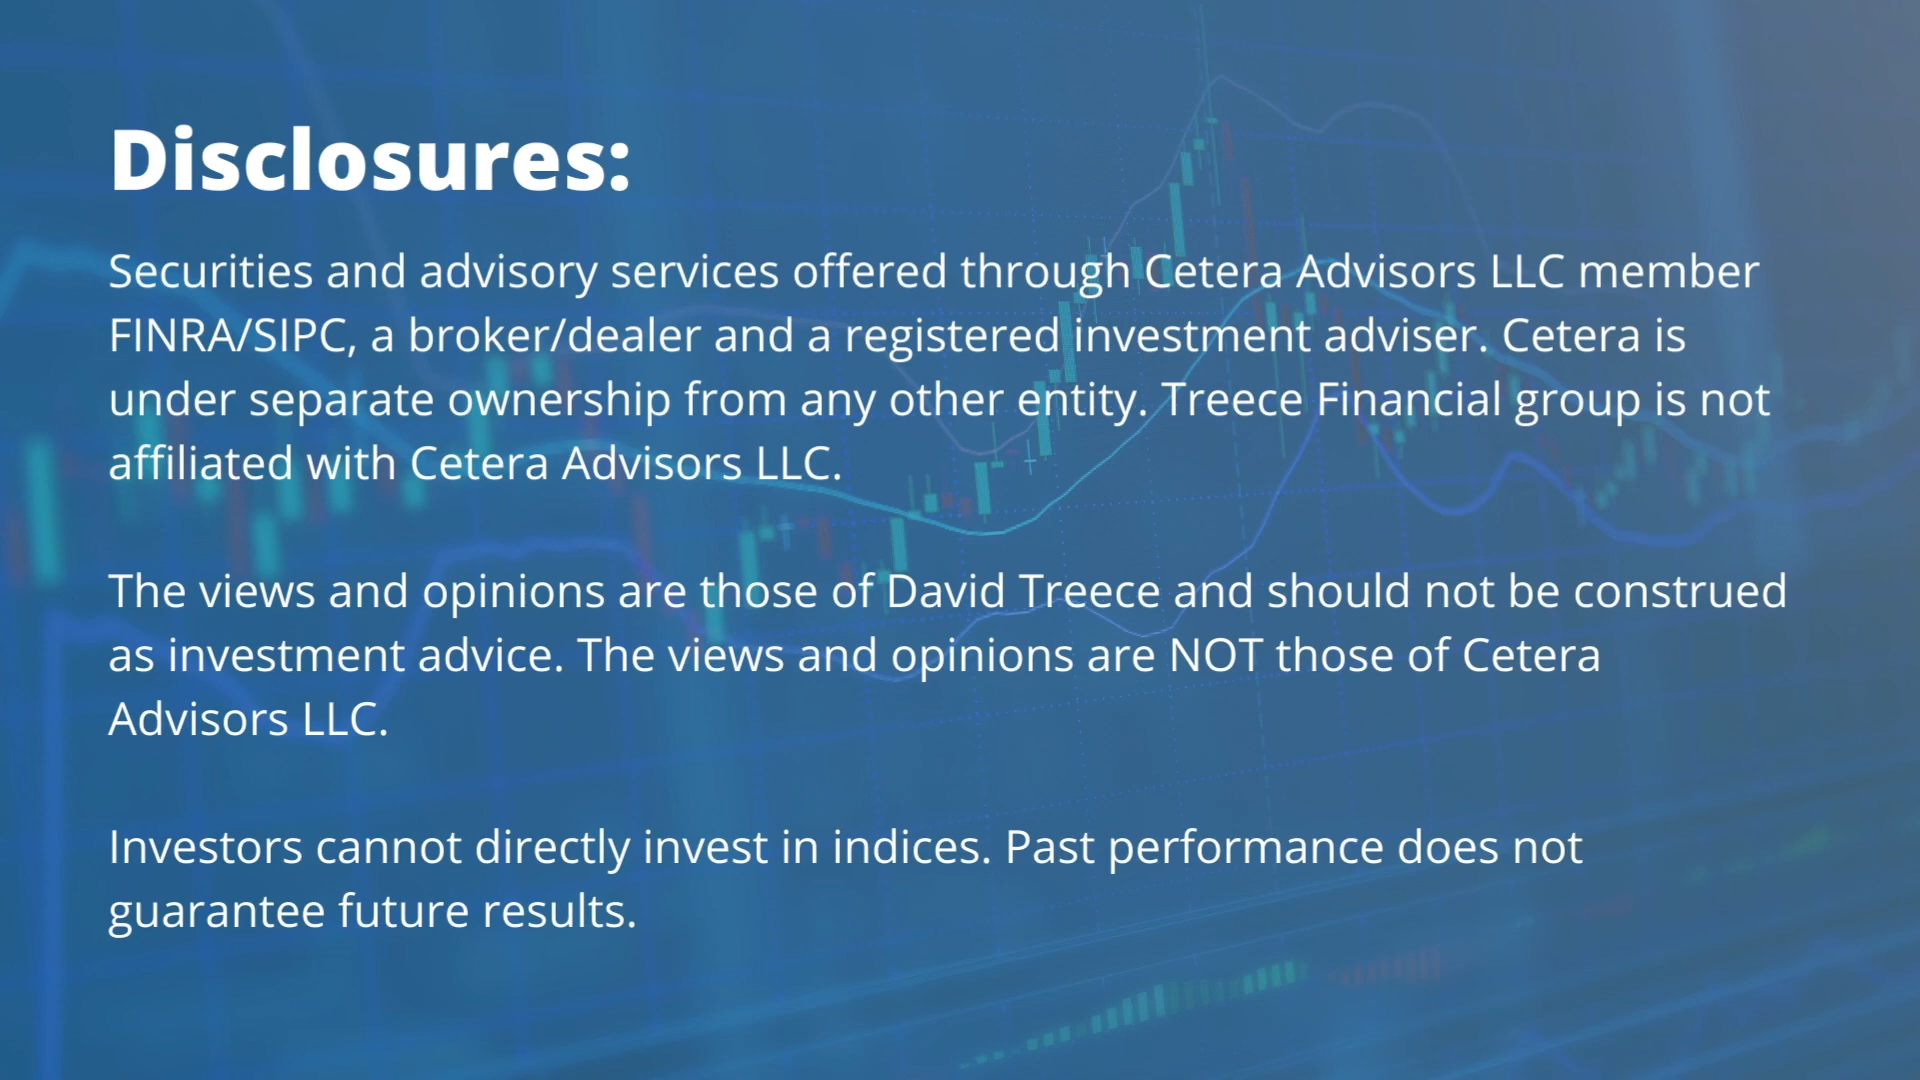 Disclosures:
Securities and advisory services offered through Cetera Advisors LLC member
FINRA/SIPC, a broker/dealer and a registered investment adviser. Cetera is
under separate ownership from any other entity. Treece Financial group is not
affiliated with Cetera Advisors LLC.
The views and opinions are those of David Treece and should not be construed
as investment advice. The views and opinions are NOT those of Cetera
Advisors LLC.
Investors cannot directly invest in indices. Past performance does not
guarantee future results.